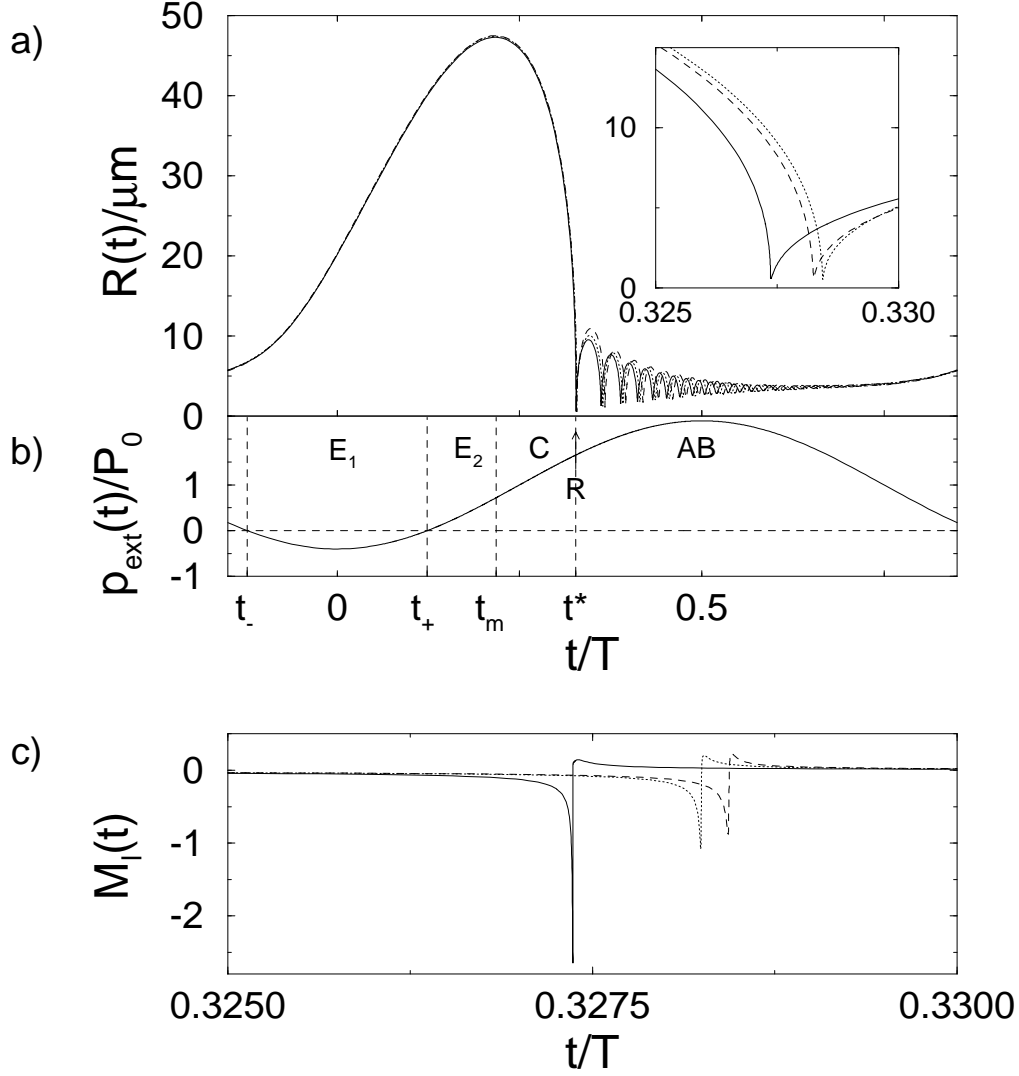 a)
50
40
30
20
10
0
R(t)/μm
10
0
0.325 0.330
b)
1
0
-1
p_ext(t)/P_0
E_1 E_2 C R AB
t_- 0 t_+ t_m t* 0.5
t/T
c)
0
-1
-2
M_l(t)
0.3250 0.3275 0.3300
t/T